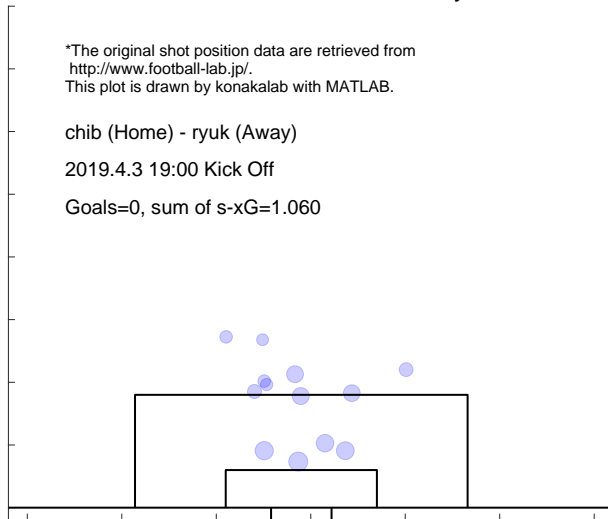 *The original shot position data are retrieved from
http://www.football-lab.jp/.
This plot is drawn by konakalab with MATLAB.
chib (Home) - ryuk (Away)
2019.4.3 19:00 Kick Off
Goals=0, sum of s-xG=1.060